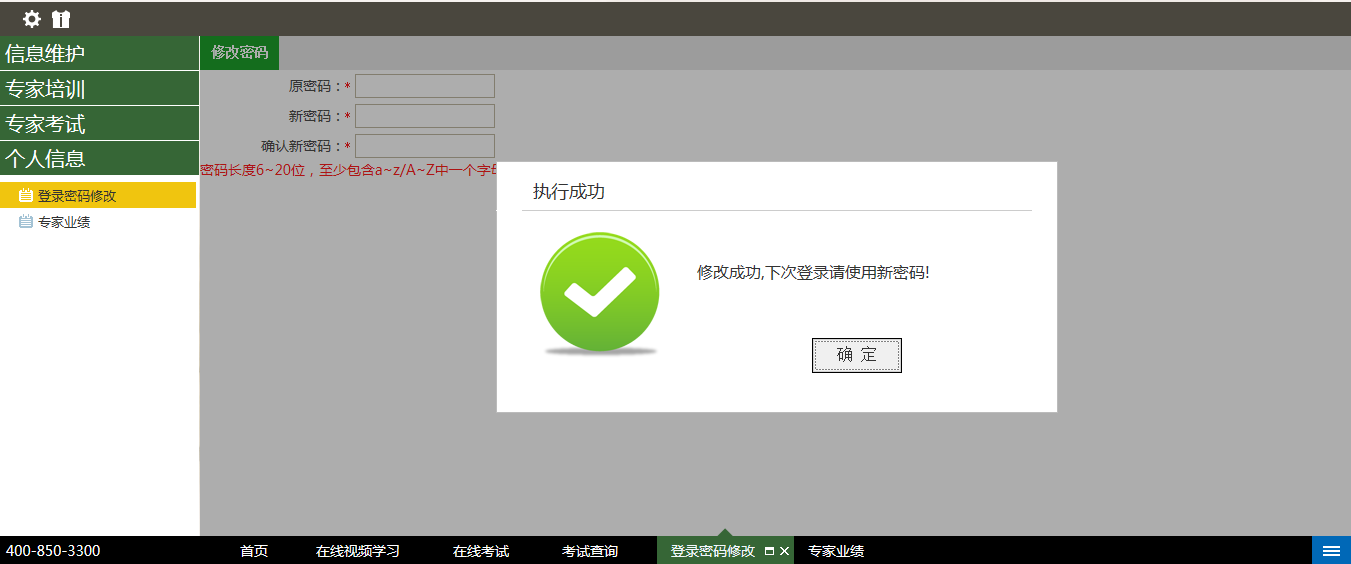 信息维护
专家培训
专家考试
个人信息
登录密码修改
专家业绩
修改密码
原密码：*
新密码：*
确认新密码：*
密码长度6~20位，至少包含a~z/A~Z中一个字
执行成功
修改成功,下次登录请使用新密码!
确 定
400-850-3300
首页
在线视频学习
在线考试
考试查询
登录密码修改
专家业绩